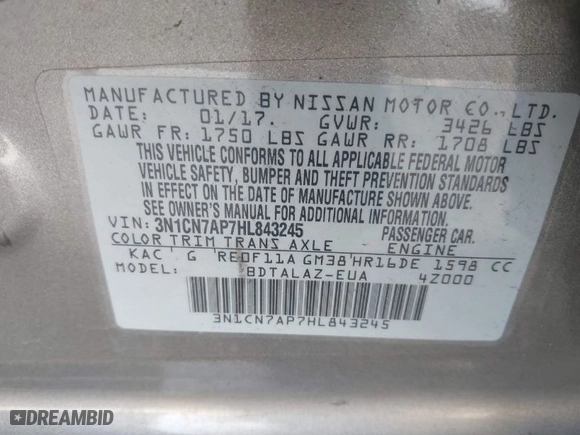 MANUFACTURED BY NISSAN MOTOR CO., LTD.
DATE: 01/17. GVWR: 3426 LBS
GAWR FR: 1750 LBS GAWR RR: 1708 LBS
THIS VEHICLE CONFORMS TO ALL APPLICABLE FEDERAL MOTOR
VEHICLE SAFETY, BUMPER AND THEFT PREVENTION STANDARDS
IN EFFECT ON THE DATE OF MANUFACTURE SHOWN ABOVE.
SEE OWNER'S MANUAL FOR ADDITIONAL INFORMATION
VIN: 3N1CN7AP7HL843245 PASSENGER CAR.
COLOR TRIM TRANS AXLE ENGINE
KAC G RE0F11A GM38 HR16DE 1598 CC
MODEL: BDTALAZ-EUA 4Z000
3N1CN7AP7HL843245
DREAMBID